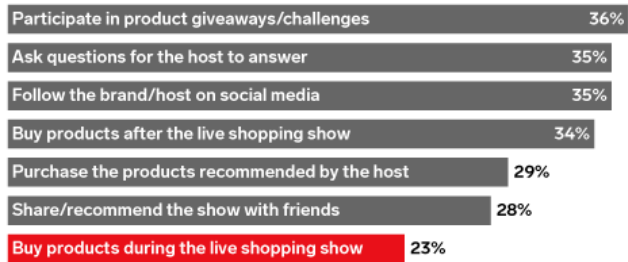 Participate in product giveaways/challenges 36%
Ask questions for the host to answer 35%
Follow the brand/host on social media 35%
Buy products after the live shopping show 34%
Purchase the products recommended by the host 29%
Share/recommend the show with friends 28%
Buy products during the live shopping show 23%